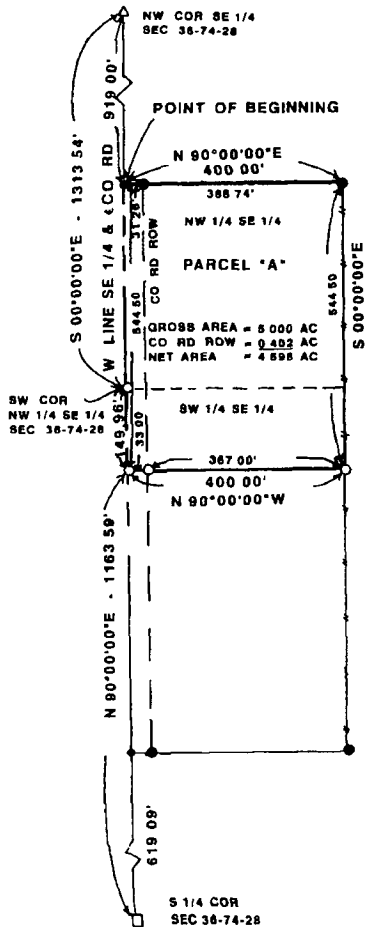 NW COR SE 1/4
SEC 36-74-28
S 00°00'00"E - 1313 54'
919 00'
POINT OF BEGINNING
N 90°00'00"E
400 00'
368 74'
31 26'
W LINE SE 1/4 & ℄ CO RD
544 50
CO RD ROW
NW 1/4 SE 1/4
PARCEL "A"
544 50
S 00°00'00"E
GROSS AREA = 5 000 AC
CO RD ROW = 0 402 AC
NET AREA = 4 598 AC
SW COR
NW 1/4 SE 1/4
SEC 36-74-28
149.96'
33 00
SW 1/4 SE 1/4
367 00'
400 00'
N 90°00'00"W
N 90°00'00"E - 1163 59'
619 09'
S 1/4 COR
SEC 36-74-28